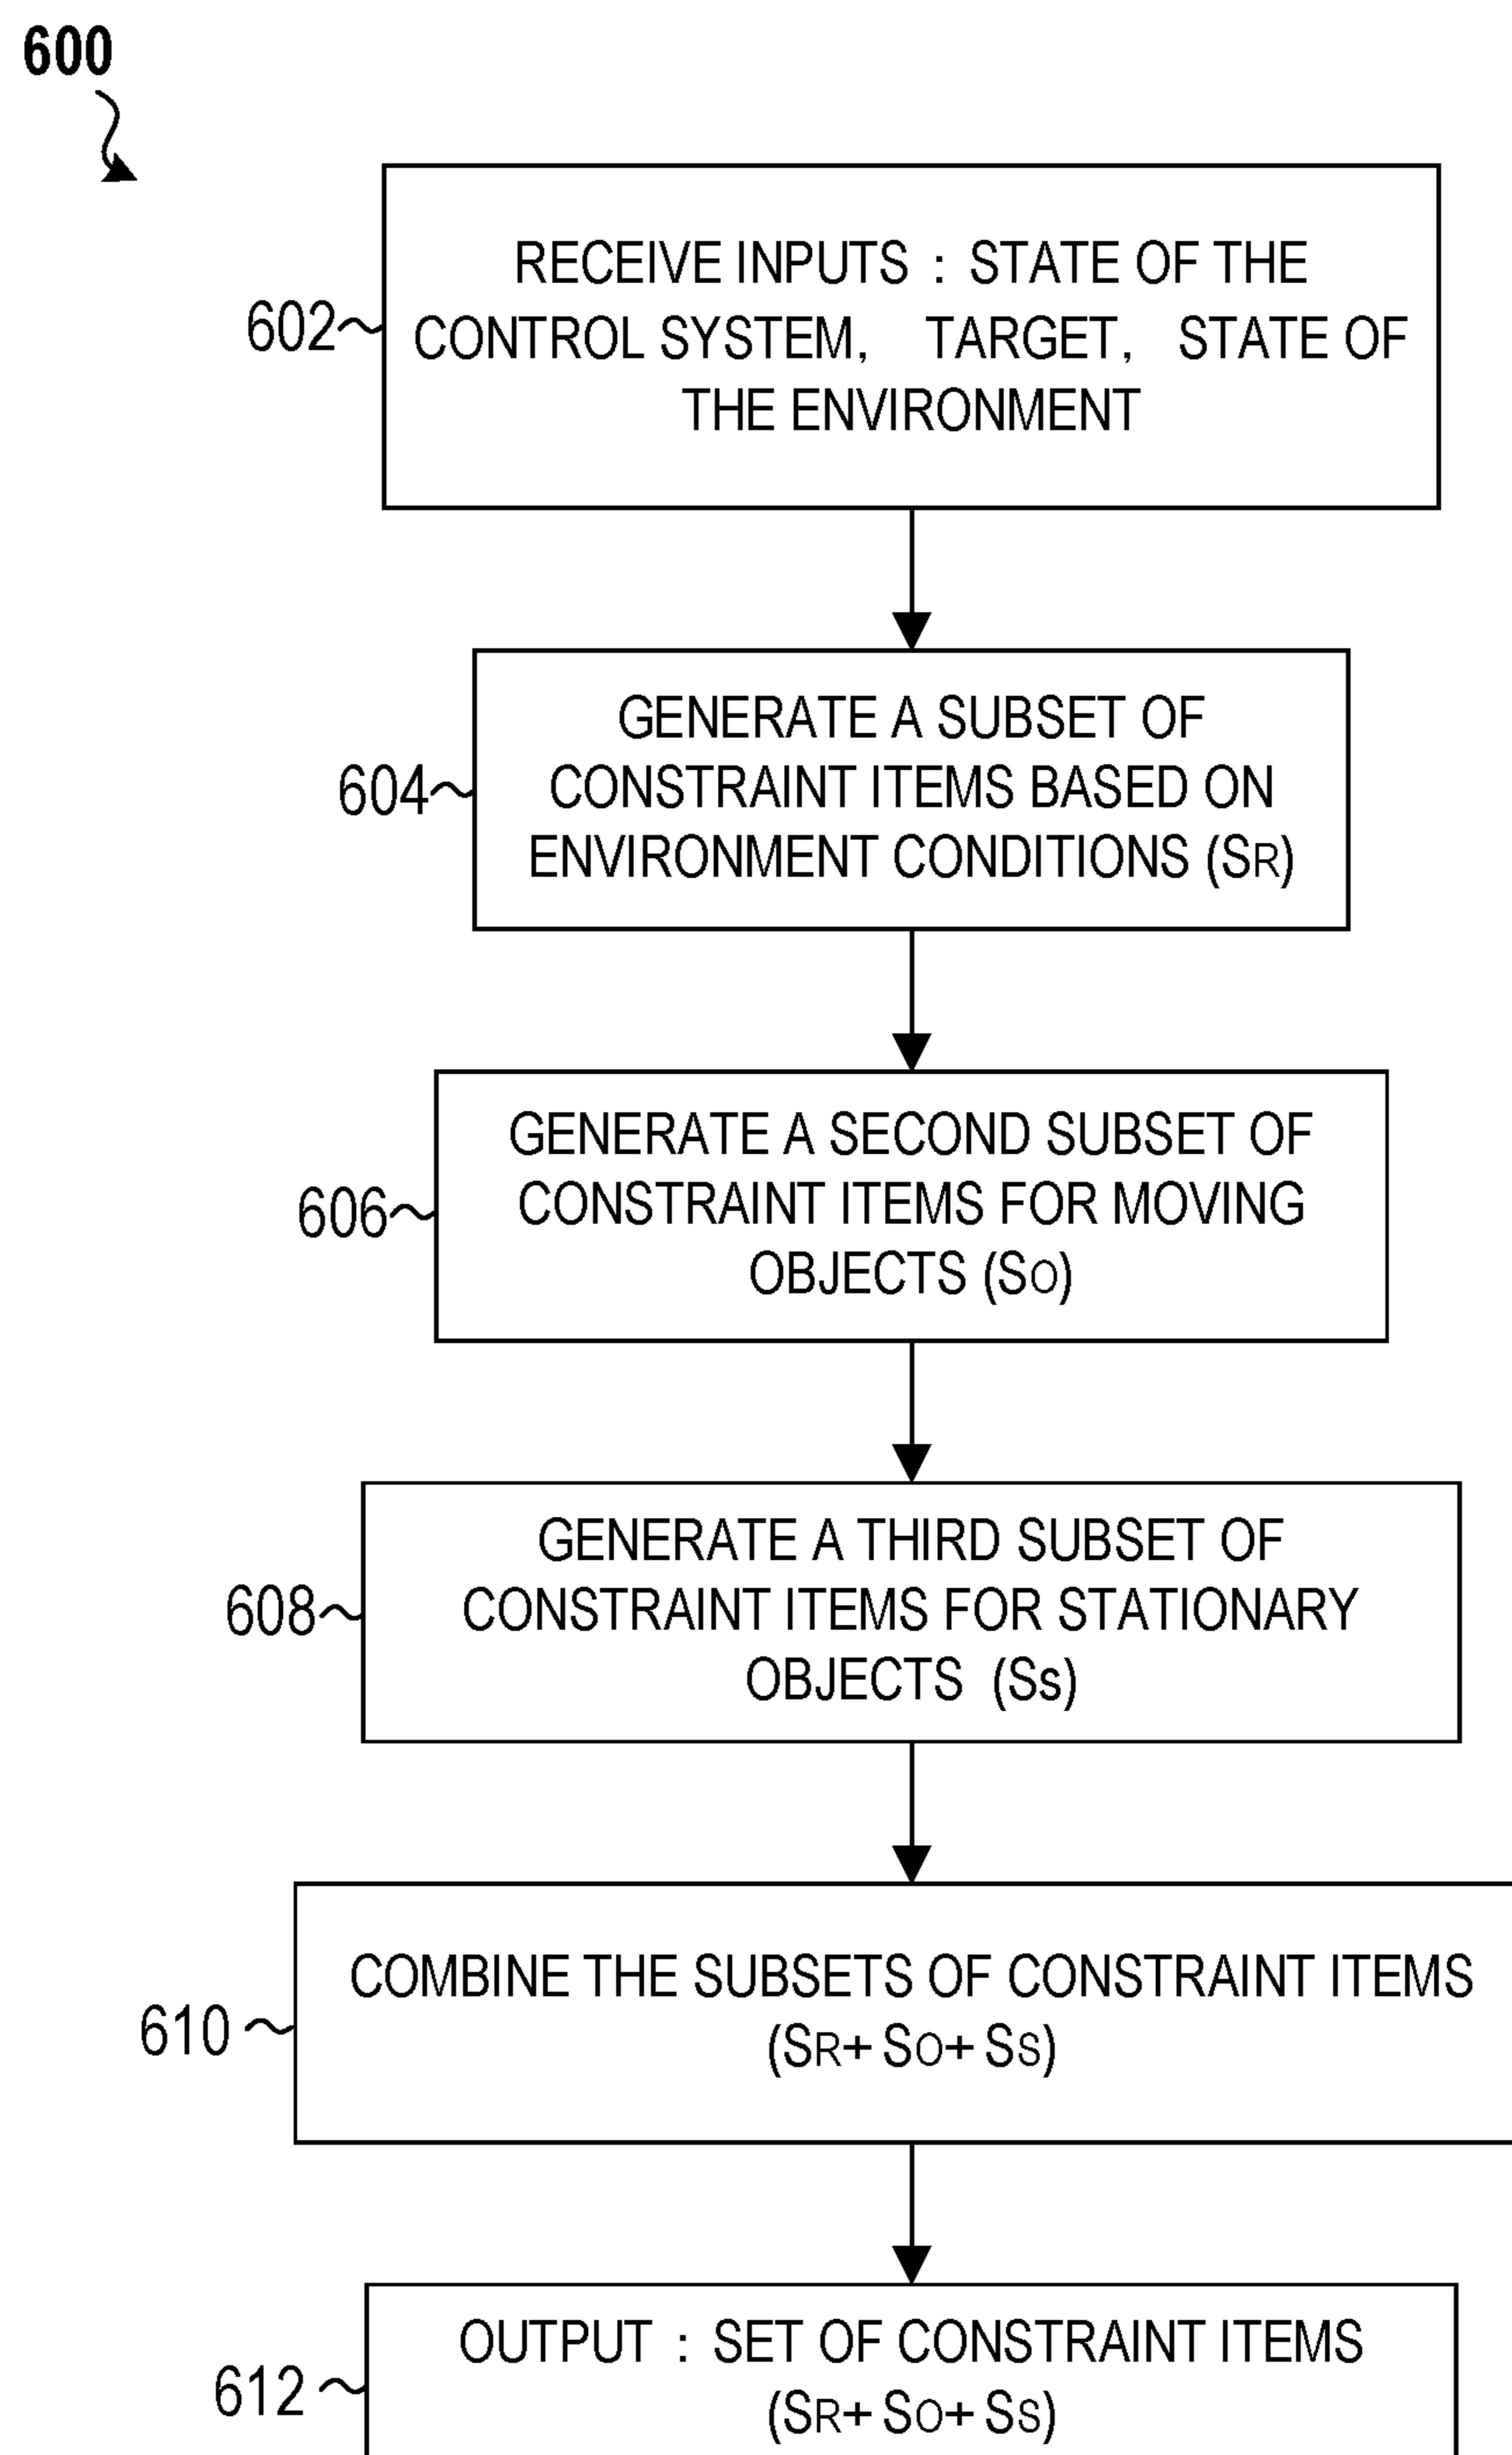 600
602
RECEIVE INPUTS : STATE OF THE
CONTROL SYSTEM, TARGET, STATE OF
THE ENVIRONMENT
604
GENERATE A SUBSET OF
CONSTRAINT ITEMS BASED ON
ENVIRONMENT CONDITIONS (SR)
606
GENERATE A SECOND SUBSET OF
CONSTRAINT ITEMS FOR MOVING
OBJECTS (SO)
608
GENERATE A THIRD SUBSET OF
CONSTRAINT ITEMS FOR STATIONARY
OBJECTS (Ss)
610
COMBINE THE SUBSETS OF CONSTRAINT ITEMS
(SR+ SO+ SS)
612
OUTPUT : SET OF CONSTRAINT ITEMS
(SR+ SO+ SS)